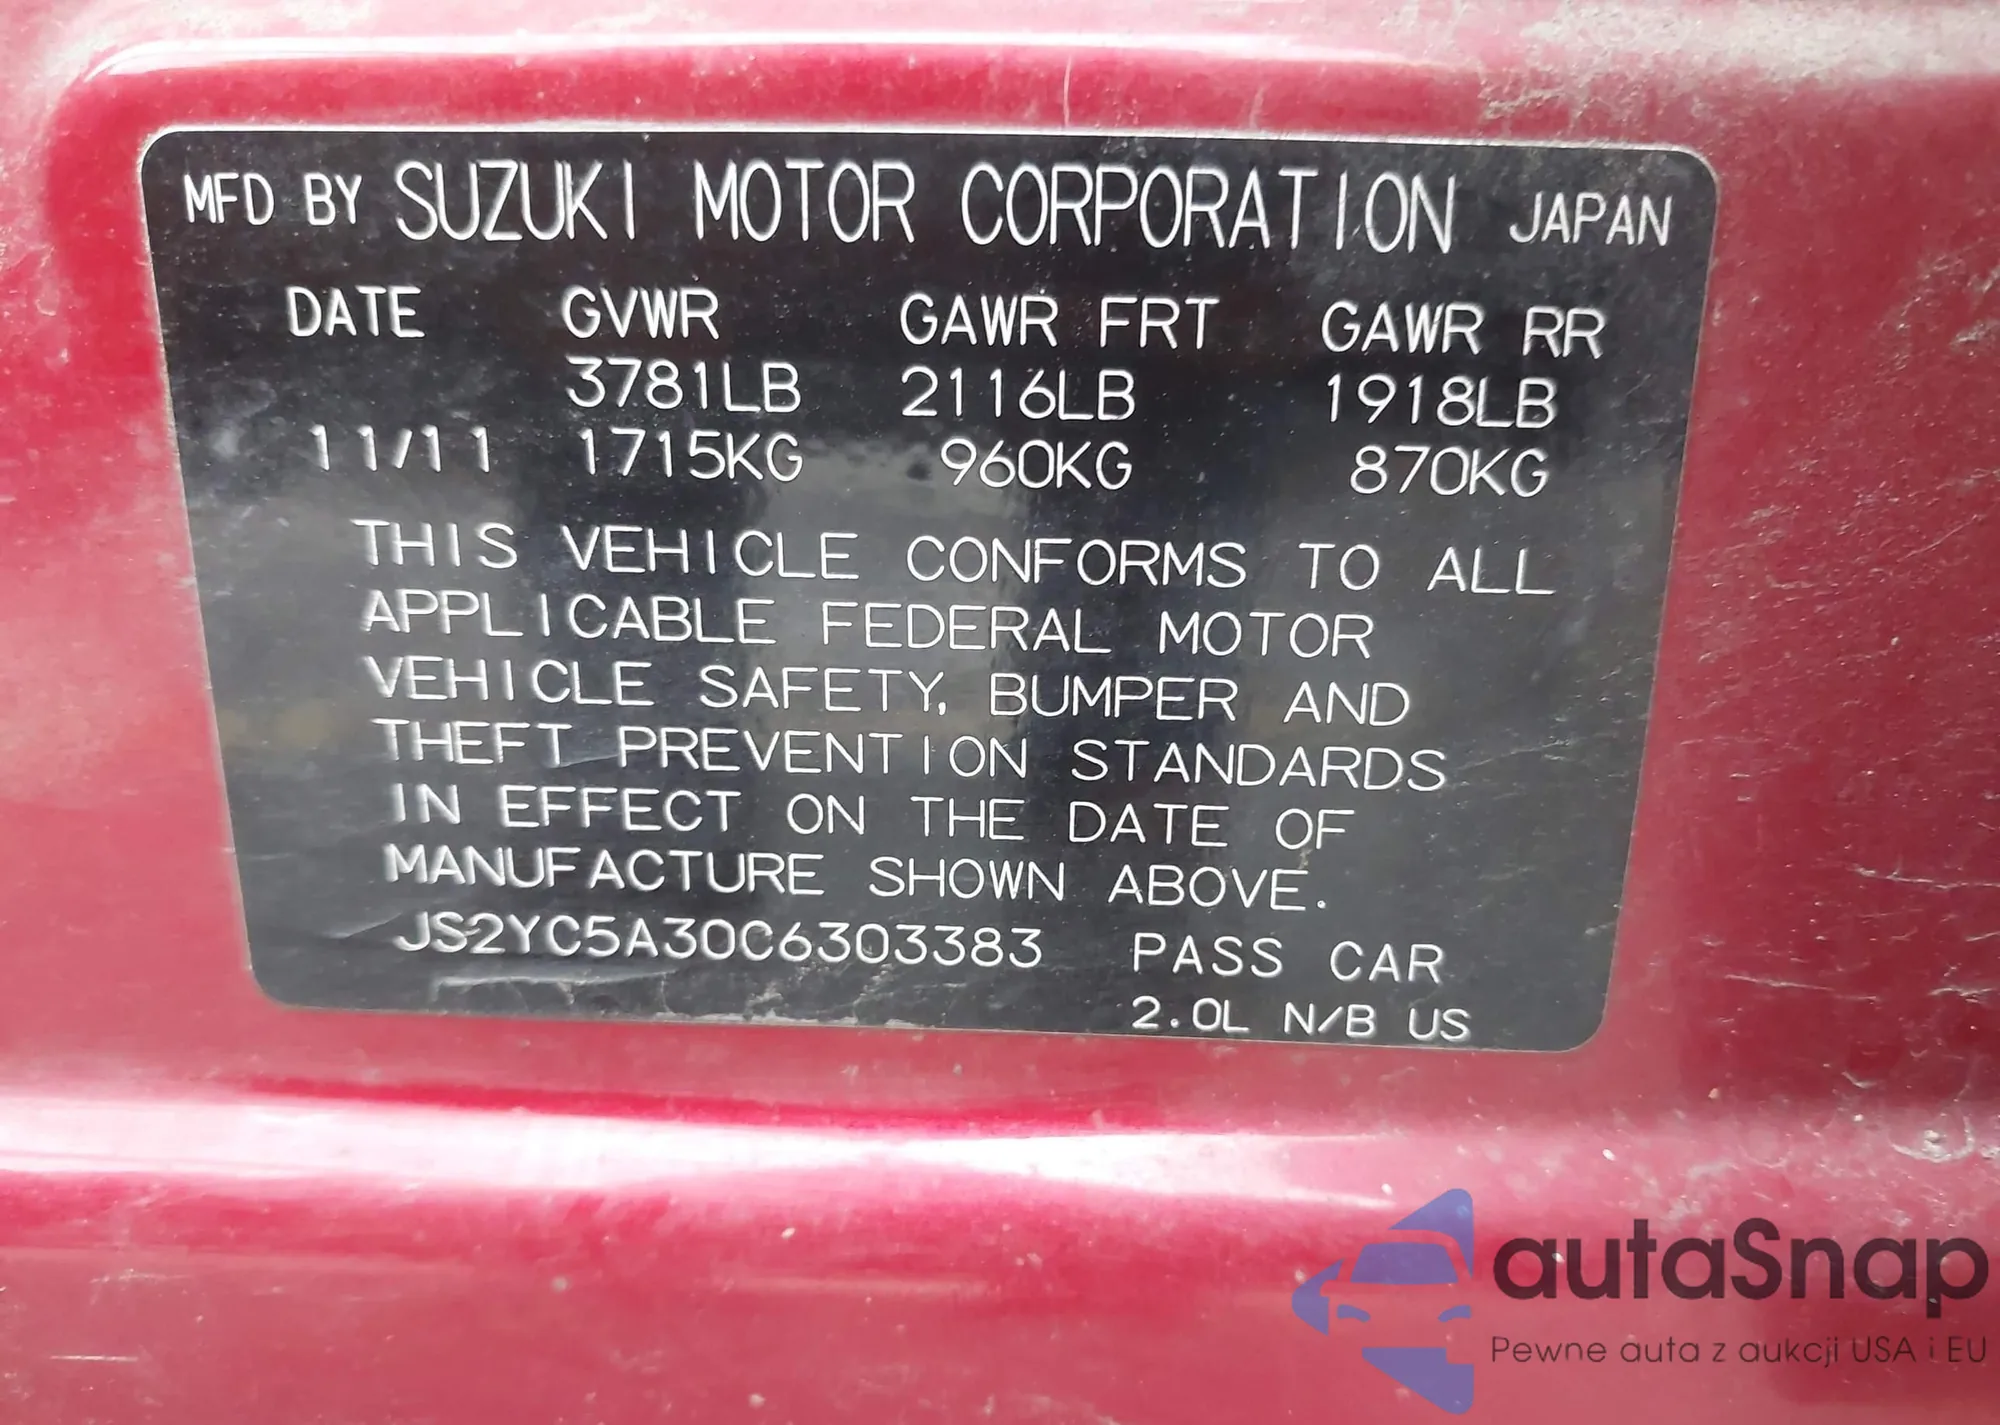 MFD BY SUZUKI MOTOR CORPORATION JAPAN
DATE GVWR GAWR FRT GAWR RR
3781LB 2116LB 1918LB
11/11 1715KG 960KG 870KG
THIS VEHICLE CONFORMS TO ALL
APPLICABLE FEDERAL MOTOR
VEHICLE SAFETY, BUMPER AND
THEFT PREVENTION STANDARDS
IN EFFECT ON THE DATE OF
MANUFACTURE SHOWN ABOVE.
JS2YC5A30C6303383 PASS CAR
2.0L N/B US
autaSnap
Pewne auta z aukcji USA i EU